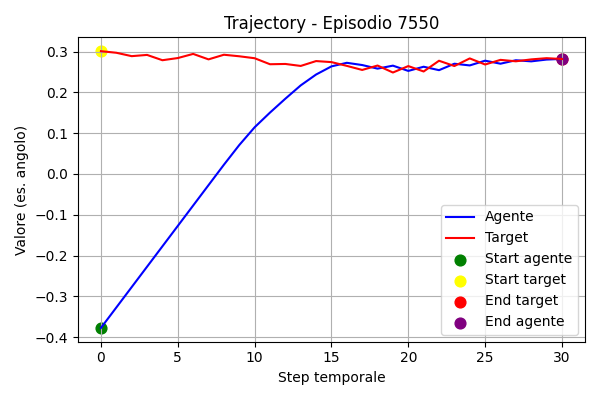 Trajectory - Episodio 7550
Valore (es. angolo)
0.3
0.2
0.1
0.0
−0.1
−0.2
−0.3
−0.4
Agente
Target
Start agente
Start target
End target
End agente
0 5 10 15 20 25 30
Step temporale